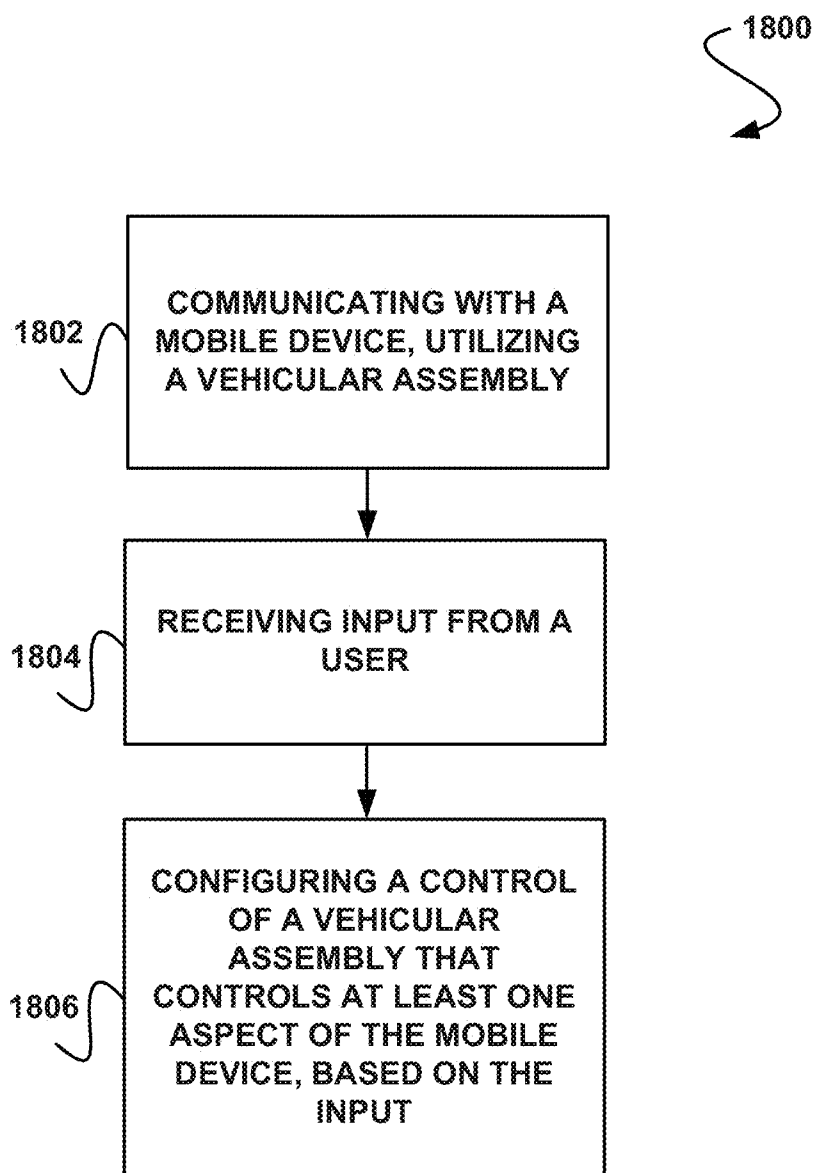 1800
1802
COMMUNICATING WITH A
MOBILE DEVICE, UTILIZING
A VEHICULAR ASSEMBLY
1804
RECEIVING INPUT FROM A
USER
1806
CONFIGURING A CONTROL
OF A VEHICULAR
ASSEMBLY THAT
CONTROLS AT LEAST ONE
ASPECT OF THE MOBILE
DEVICE, BASED ON THE
INPUT